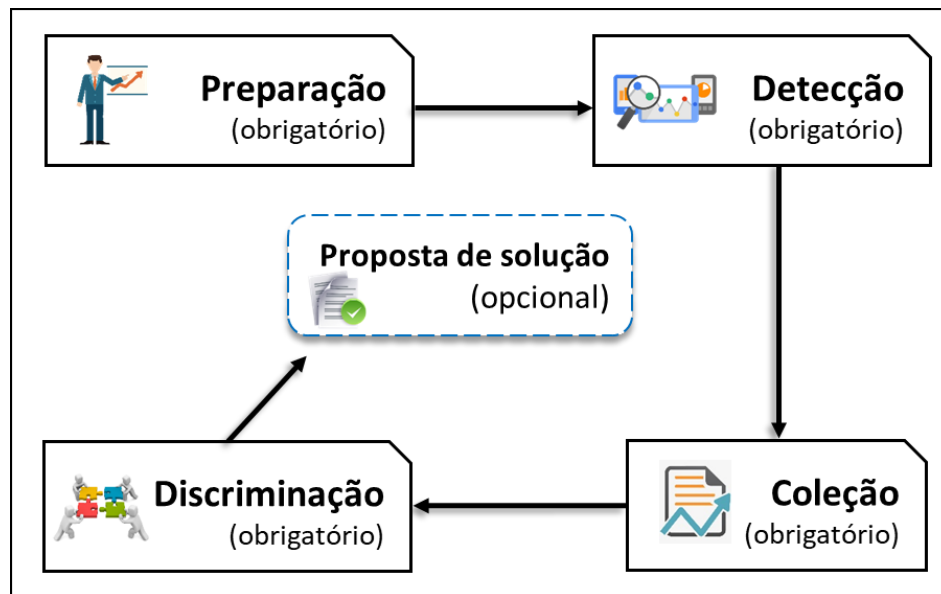 Preparação
(obrigatório)
Detecção
(obrigatório)
Proposta de solução
(opcional)
Discriminação
(obrigatório)
Coleção
(obrigatório)